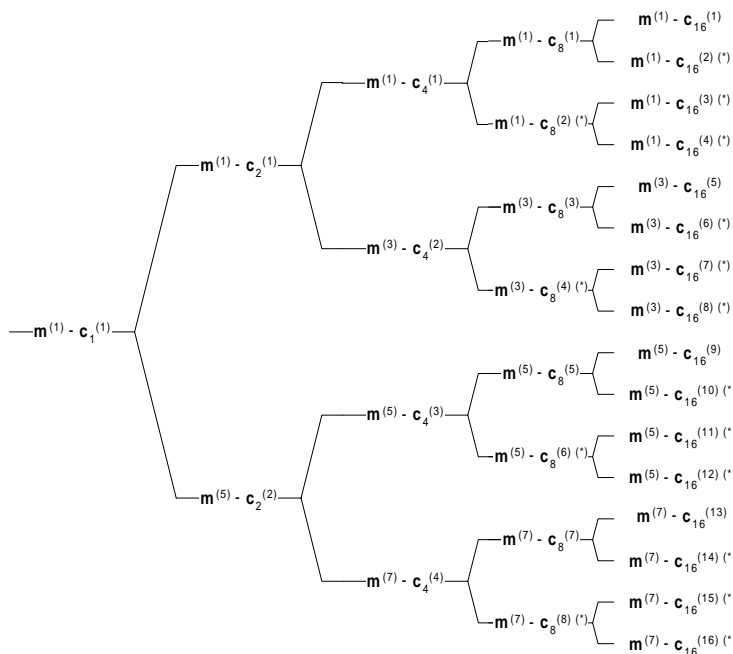 m(1) - c16(1)
m(1) - c8(1)
m(1) - c16(2) (*)
m(1) - c4(1)
m(1) - c16(3) (*)
m(1) - c8(2) (*)
m(1) - c16(4) (*)
m(1) - c2(1)
m(3) - c16(5)
m(3) - c8(3)
m(3) - c16(6) (*)
m(3) - c4(2)
m(3) - c16(7) (*)
m(3) - c8(4) (*)
m(3) - c16(8) (*)
m(1) - c1(1)
m(5) - c16(9)
m(5) - c8(5)
m(5) - c16(10) (*
m(5) - c4(3)
m(5) - c16(11) (*
m(5) - c8(6) (*)
m(5) - c16(12) (*
m(5) - c2(2)
m(7) - c16(13)
m(7) - c8(7)
m(7) - c16(14) (*
m(7) - c4(4)
m(7) - c16(15) (*
m(7) - c8(8) (*)
m(7) - c16(16) (*